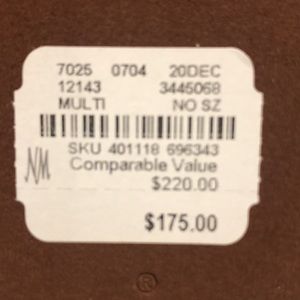 7025 0704 20DEC
12143 3445068
MULTI NO SZ
SKU 401118 696343
NM
Comparable Value
$220.00
$175.00
®